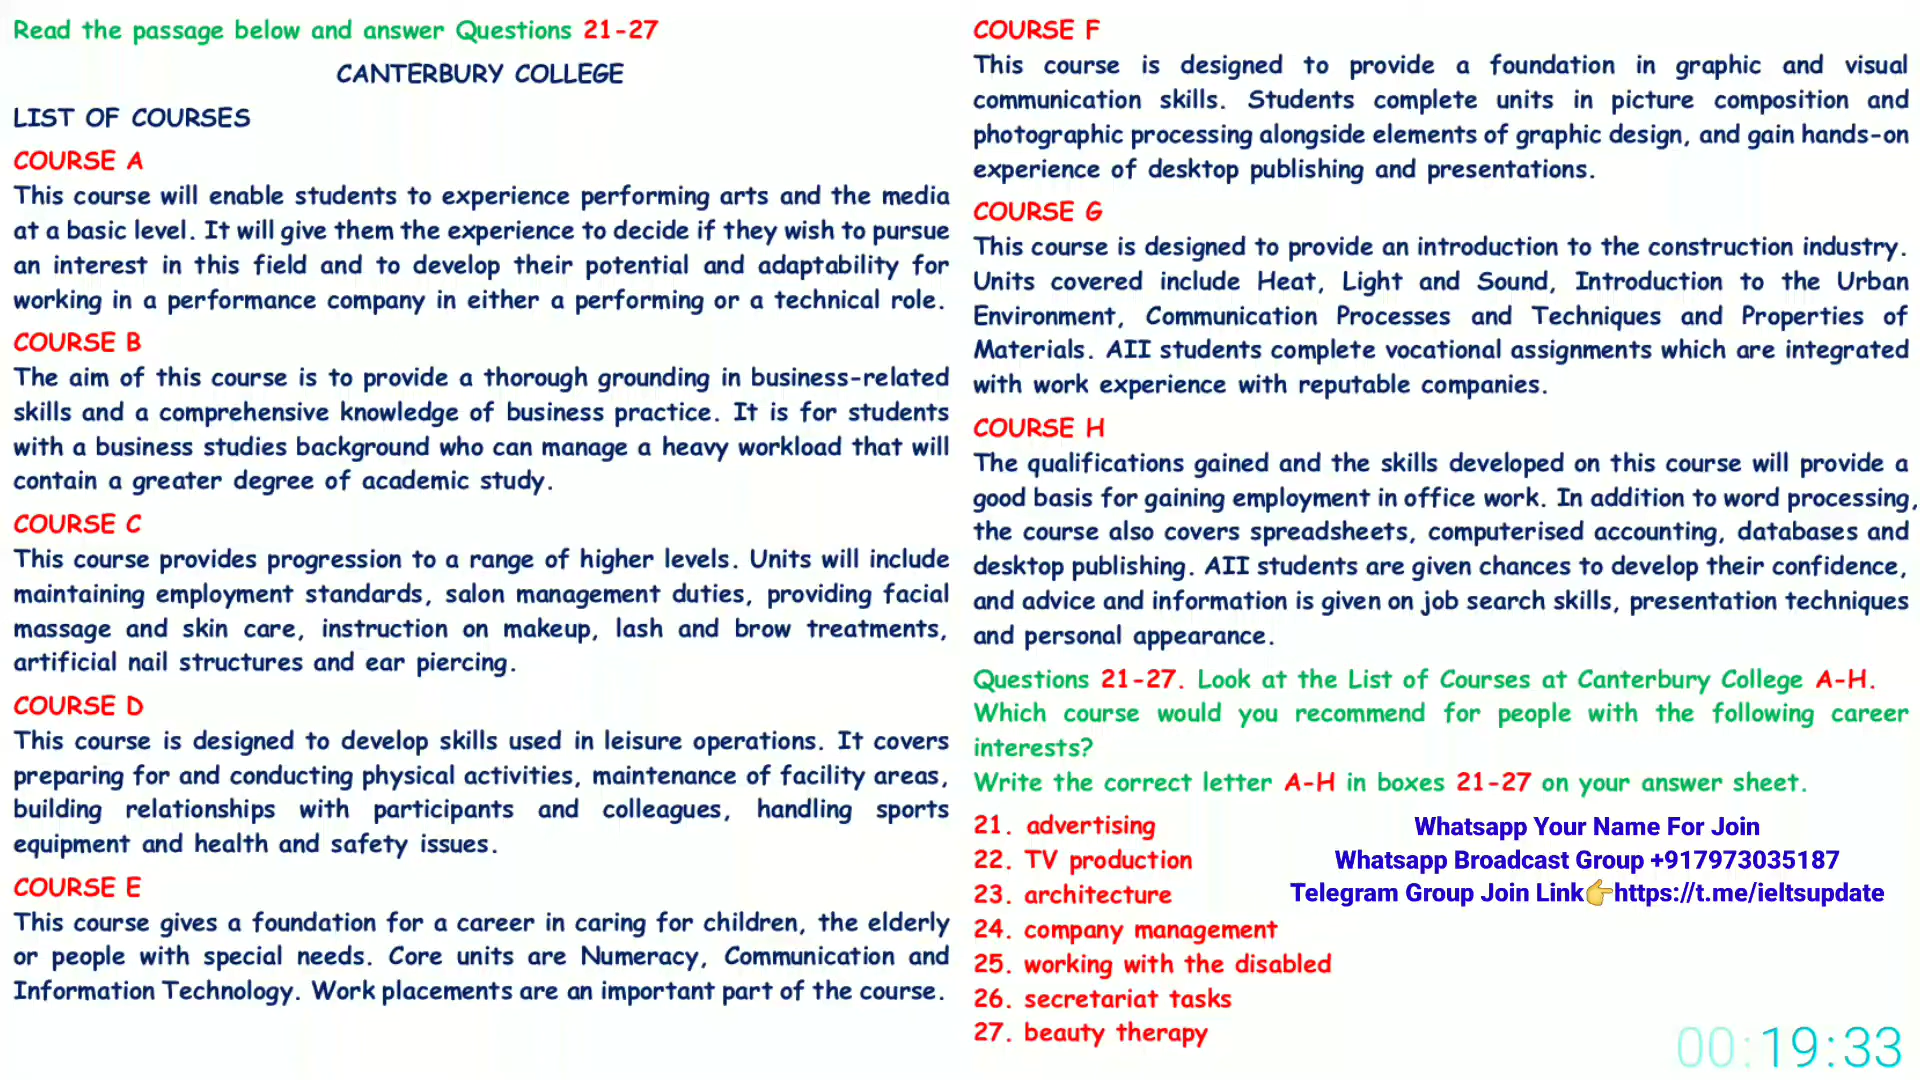 Read the passage below and answer Questions 21-27
CANTERBURY COLLEGE
LIST OF COURSES
COURSE A
This course will enable students to experience performing arts and the media
at a basic level. It will give them the experience to decide if they wish to pursue
an interest in this field and to develop their potential and adaptability for
working in a performance company in either a performing or a technical role.
COURSE B
The aim of this course is to provide a thorough grounding in business-related
skills and a comprehensive knowledge of business practice. It is for students
with a business studies background who can manage a heavy workload that will
contain a greater degree of academic study.
COURSE C
This course provides progression to a range of higher levels. Units will include
maintaining employment standards, salon management duties, providing facial
massage and skin care, instruction on makeup, lash and brow treatments,
artificial nail structures and ear piercing.
COURSE D
This course is designed to develop skills used in leisure operations. It covers
preparing for and conducting physical activities, maintenance of facility areas,
building relationships with participants and colleagues, handling sports
equipment and health and safety issues.
COURSE E
This course gives a foundation for a career in caring for children, the elderly
or people with special needs. Core units are Numeracy, Communication and
Information Technology. Work placements are an important part of the course.
COURSE F
This course is designed to provide a foundation in graphic and visual
communication skills. Students complete units in picture composition and
photographic processing alongside elements of graphic design, and gain hands-on
experience of desktop publishing and presentations.
COURSE G
This course is designed to provide an introduction to the construction industry.
Units covered include Heat, Light and Sound, Introduction to the Urban
Environment, Communication Processes and Techniques and Properties of
Materials. AII students complete vocational assignments which are integrated
with work experience with reputable companies.
COURSE H
The qualifications gained and the skills developed on this course will provide a
good basis for gaining employment in office work. In addition to word processing,
the course also covers spreadsheets, computerised accounting, databases and
desktop publishing. AII students are given chances to develop their confidence,
and advice and information is given on job search skills, presentation techniques
and personal appearance.
Questions 21-27. Look at the List of Courses at Canterbury College A-H.
Which course would you recommend for people with the following career
interests?
Write the correct letter A-H in boxes 21-27 on your answer sheet.
21. advertising
22. TV production
23. architecture
24. company management
25. working with the disabled
26. secretariat tasks
27. beauty therapy
Whatsapp Your Name For Join
Whatsapp Broadcast Group +917973035187
Telegram Group Join Link👉https://t.me/ieltsupdate
00:19:33